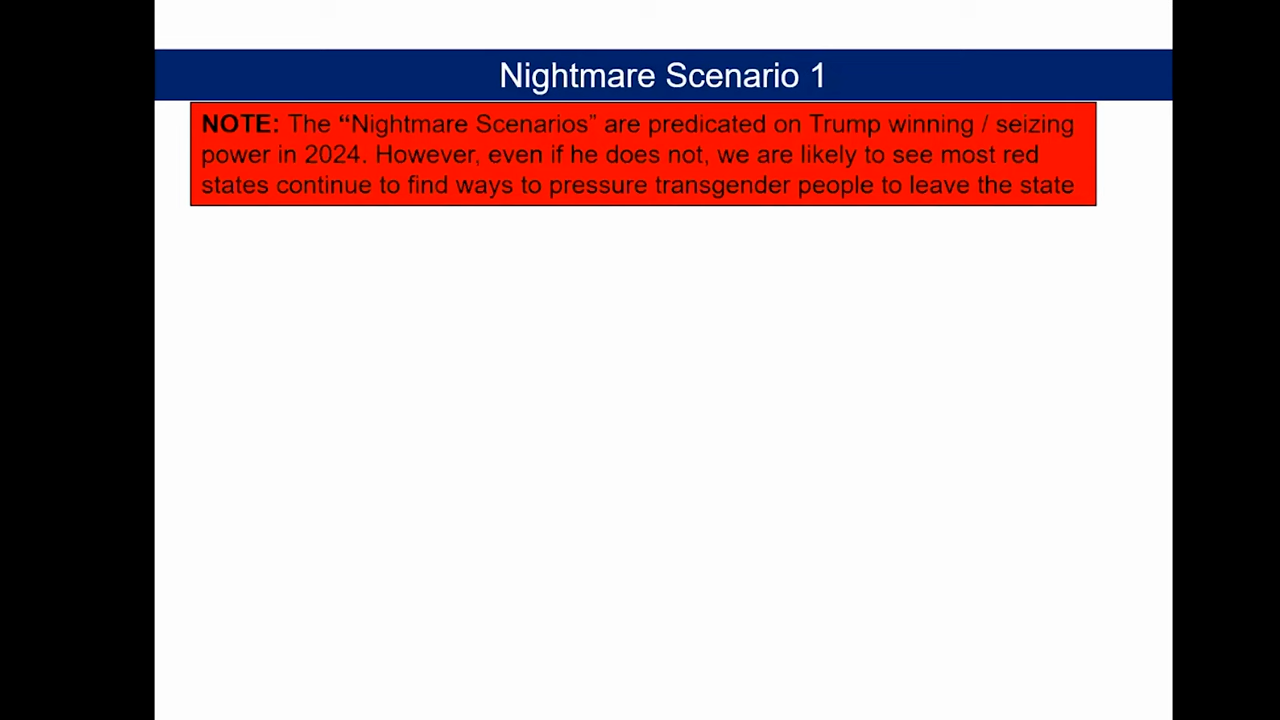 Nightmare Scenario 1
NOTE: The “Nightmare Scenarios” are predicated on Trump winning / seizing
power in 2024. However, even if he does not, we are likely to see most red
states continue to find ways to pressure transgender people to leave the state